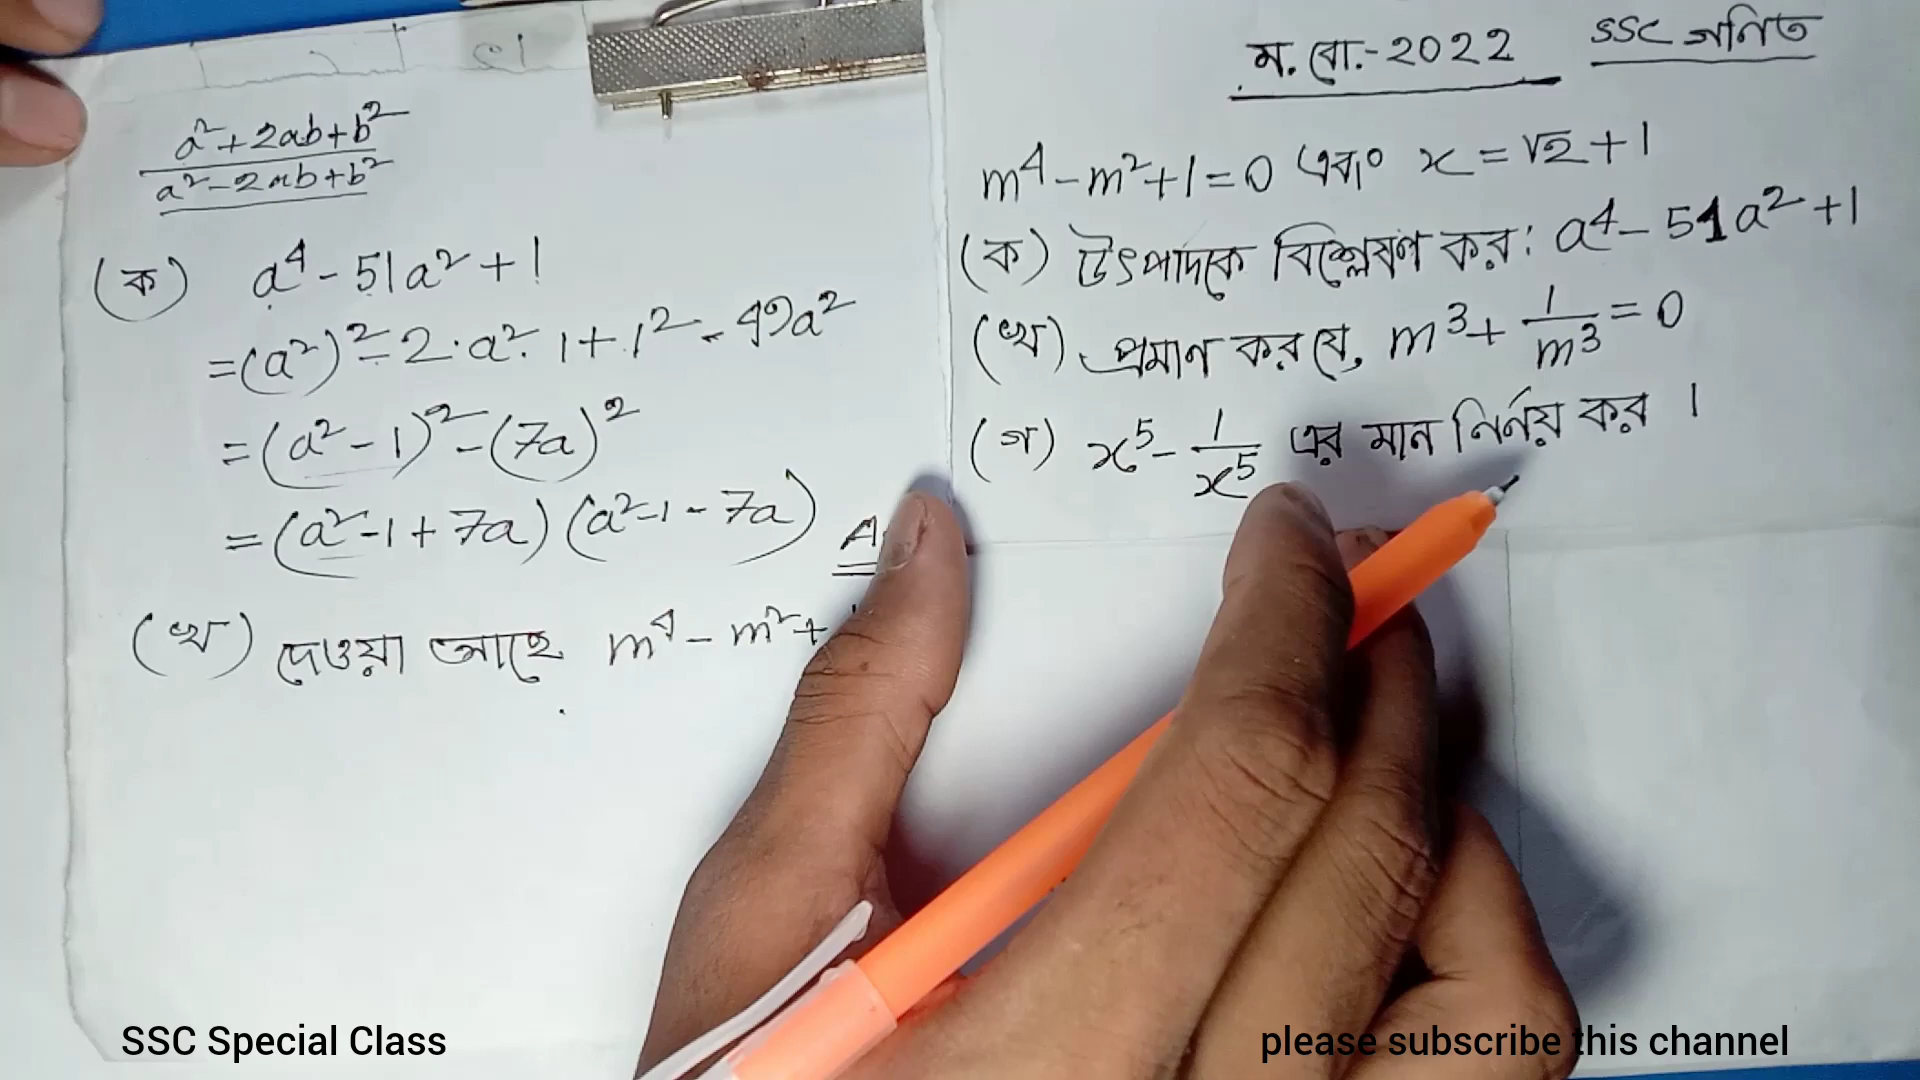 a²+2ab+b²
a²-2ab+b²
(ক) a⁴ - 51a² + 1
= (a²)² - 2·a²·1 + 1² - 49a²
= (a² - 1)² - (7a)²
= (a² - 1 + 7a) (a² - 1 - 7a)
(খ) দেওয়া আছে m⁴ - m² +
ম. বো:-2022 SSC গনিত
m⁴ - m² + 1 = 0 এবং x = √2 + 1
(ক) উৎপাদকে বিশ্লেষণ কর: a⁴ - 51a² + 1
(খ) প্রমাণ কর যে, m³ + 1/m³ = 0
(গ) x⁵ - 1/x⁵ এর মান নির্নয় কর ।
SSC Special Class
please subscribe this channel